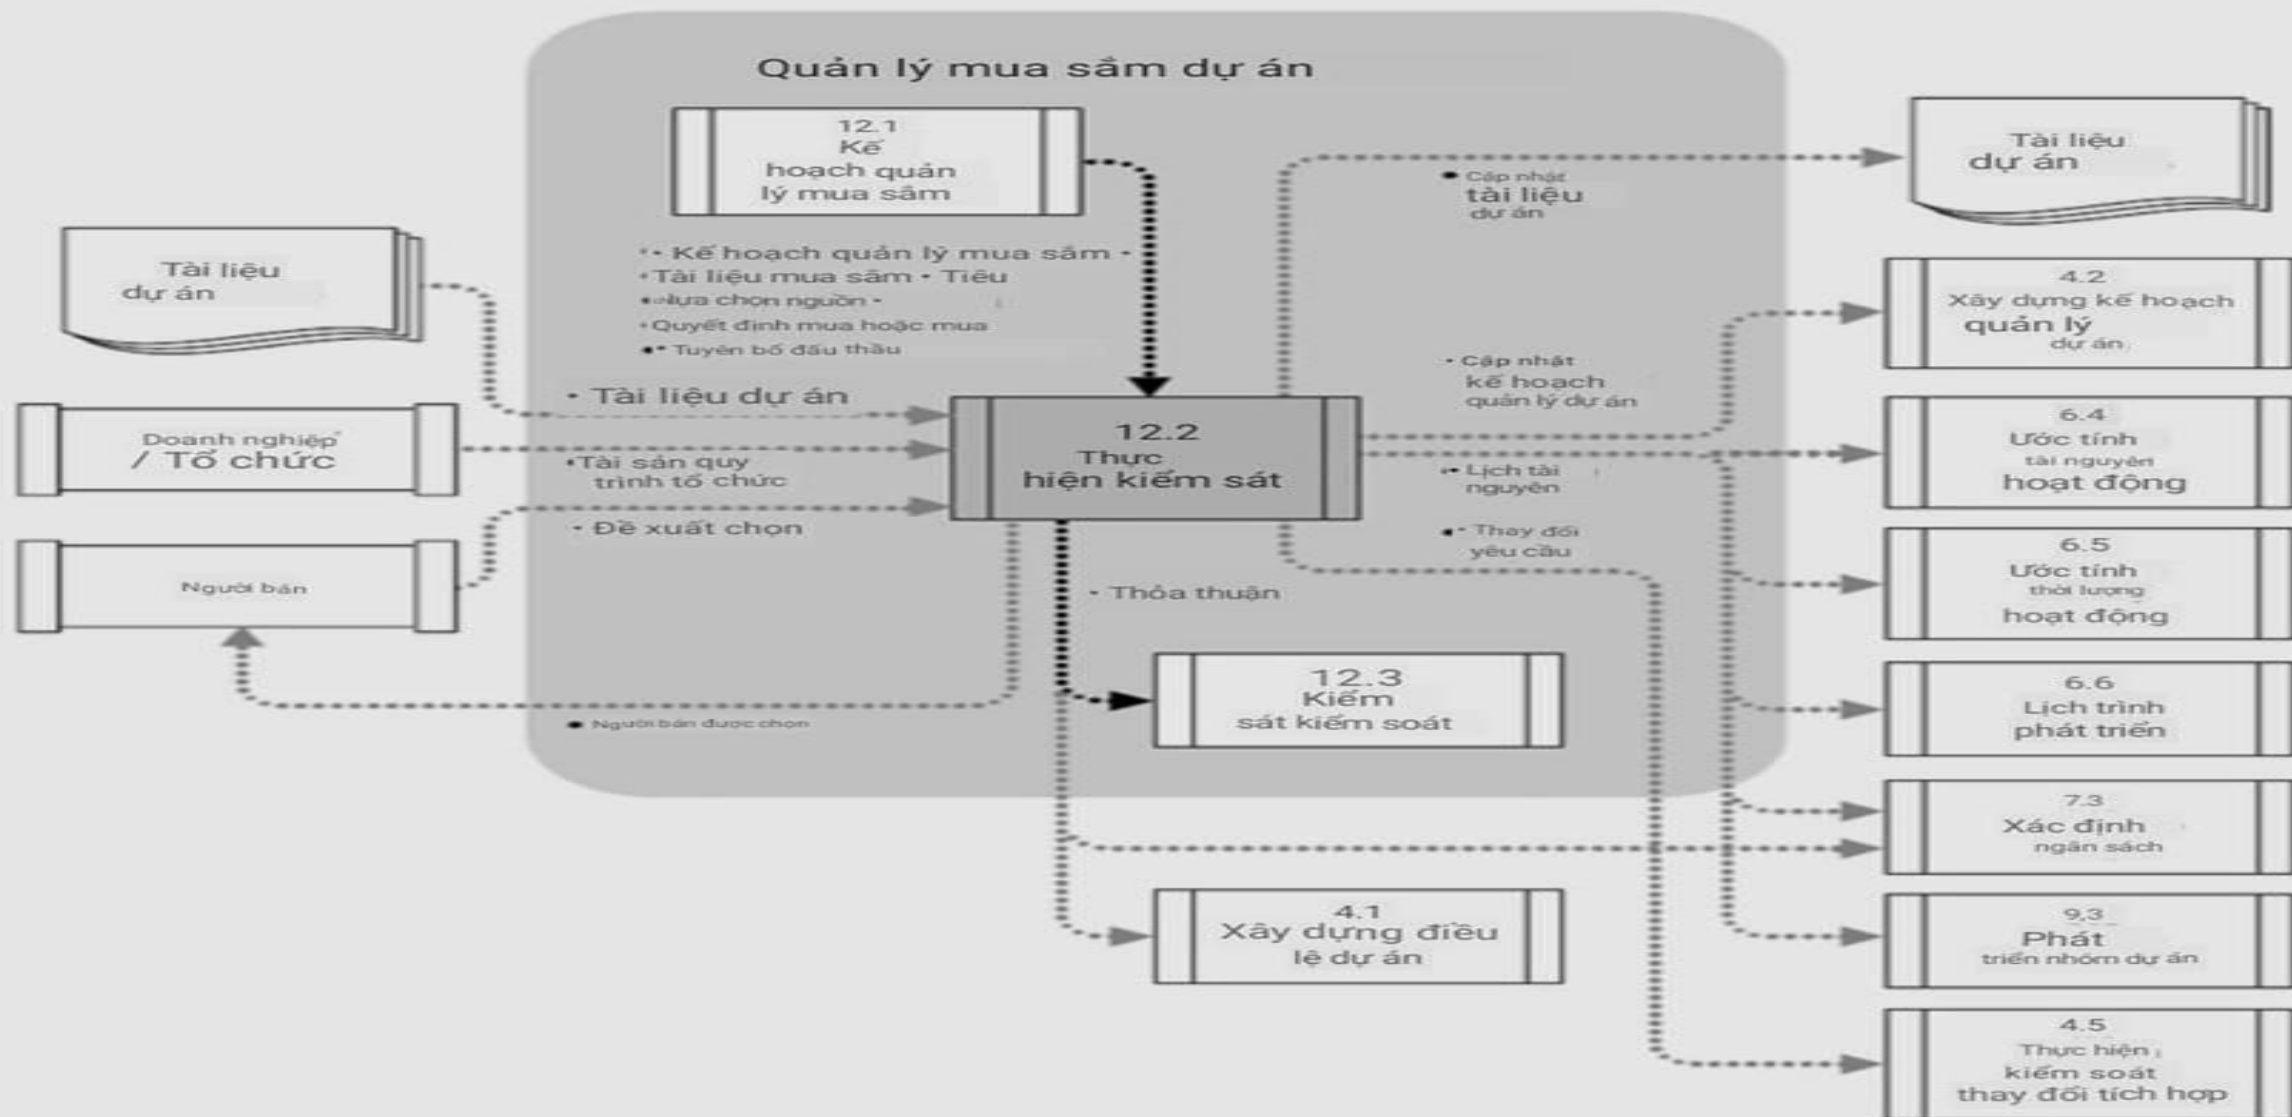 Quản lý mua sắm dự án
12.1
Kế
hoạch quản
lý mua sắm
• Kế hoạch quản lý mua sắm •
• Tài liệu mua sắm • Tiêu
lựa chọn nguồn •
• Quyết định mua hoặc mua
• Tuyên bố đấu thầu
Tài liệu
dự án
Doanh nghiệp
/ Tổ chức
Người bán
• Tài liệu dự án
• Tài sản quy
trình tổ chức
• Đề xuất chọn
• Người bán được chọn
12.2
Thực
hiện kiểm sát
• Thỏa thuận
12.3
Kiểm
sát kiểm soát
4.1
Xây dựng điều
lệ dự án
• Cập nhật
tài liệu
dự án
• Cập nhật
kế hoạch
quản lý dự án
• Lịch tài
nguyên
• Thay đổi
yêu cầu
Tài liệu
dự án
4.2
Xây dựng kế hoạch
quản lý
dự án
6.4
Ước tính
tài nguyên
hoạt động
6.5
Ước tính
thời lượng
hoạt động
6.6
Lịch trình
phát triển
7.3
Xác định
ngân sách
9,3
Phát
triển nhóm dự án
4.5
Thực hiện
kiểm soát
thay đổi tích hợp